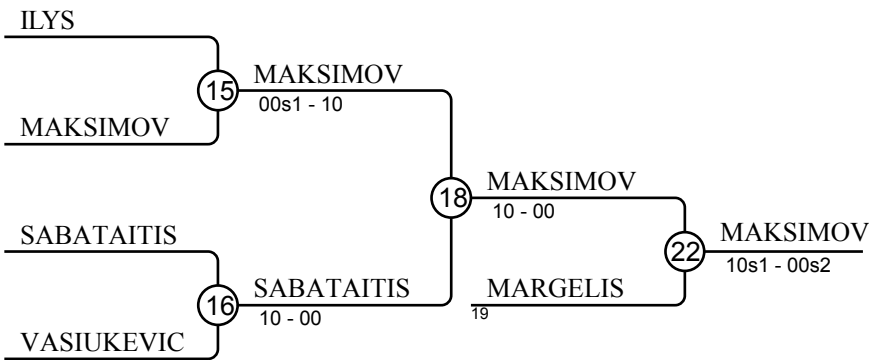 ILYS
15
MAKSIMOV
00s1 - 10
MAKSIMOV
18
MAKSIMOV
10 - 00
SABATAITIS
22
MAKSIMOV
10s1 - 00s2
16
SABATAITIS
10 - 00
19
MARGELIS
VASIUKEVIC